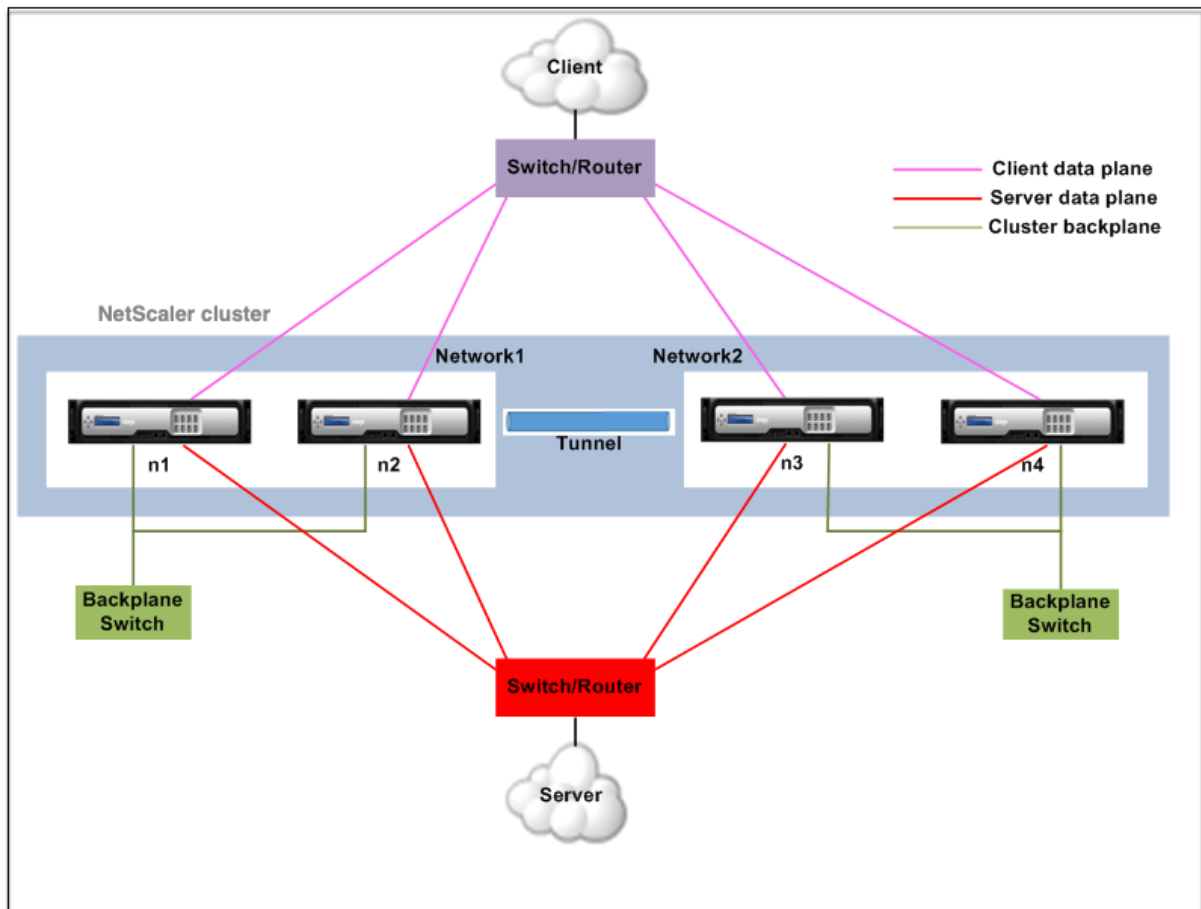 Client
Switch/Router
Client data plane
Server data plane
Cluster backplane
NetScaler cluster
Network1
Network2
Tunnel
n1
n2
n3
n4
Backplane
Switch
Backplane
Switch
Switch/Router
Server